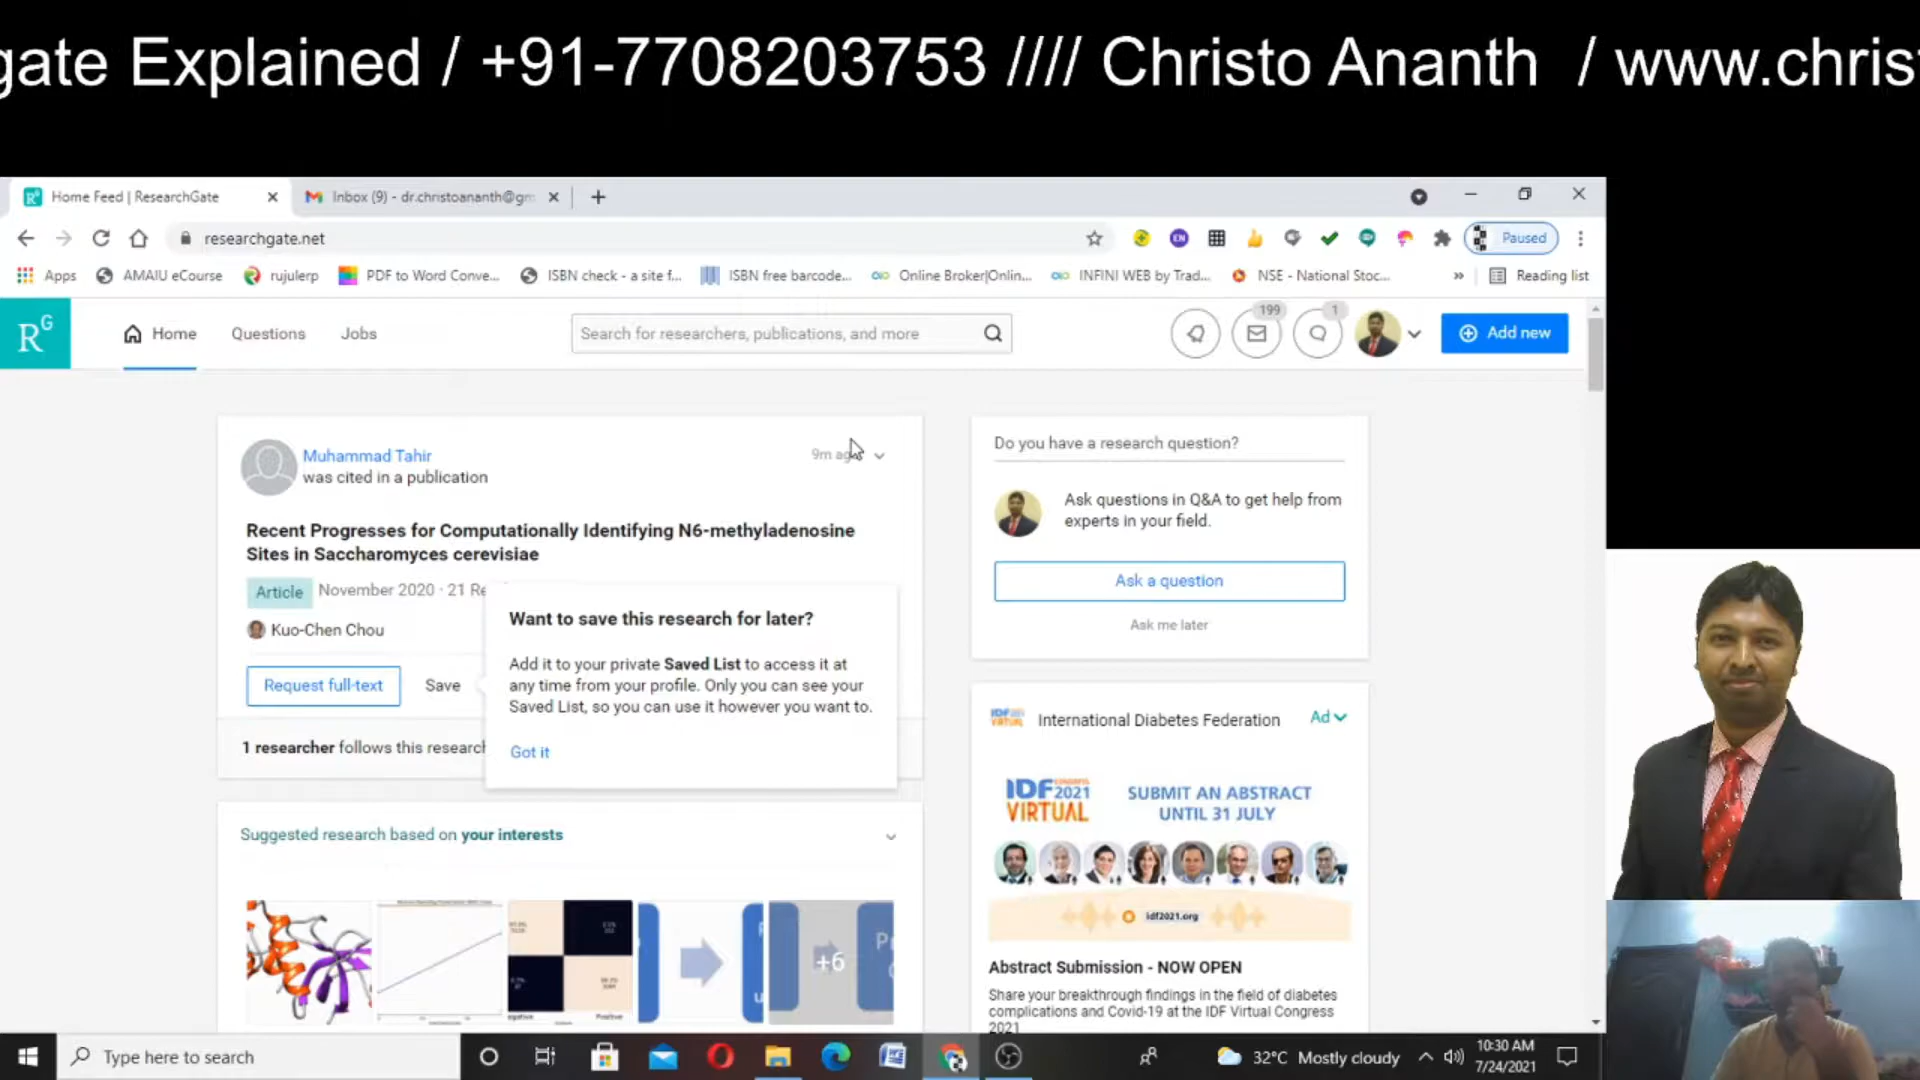 gate Explained / +91-7708203753 //// Christo Ananth / www.christ
Home Feed | ResearchGate
Inbox (9) - dr.christoananth@gm
researchgate.net
EN
Paused
Apps
AMAIU eCourse
rujulerp
PDF to Word Conve...
ISBN check - a site f...
ISBN free barcode...
Online Broker|Onlin...
INFINI WEB by Trad...
NSE - National Stoc...
»
Reading list
RG
Home
Questions
Jobs
Search for researchers, publications, and more
199
1
Add new
Muhammad Tahir
was cited in a publication
9m ag
Recent Progresses for Computationally Identifying N6-methyladenosine
Sites in Saccharomyces cerevisiae
Article
November 2020 · 21 Re
Kuo-Chen Chou
Request full-text
Save
1 researcher follows this research
Want to save this research for later?
Add it to your private Saved List to access it at
any time from your profile. Only you can see your
Saved List, so you can use it however you want to.
Got it
Suggested research based on your interests
+6
Do you have a research question?
Ask questions in Q&A to get help from
experts in your field.
Ask a question
Ask me later
International Diabetes Federation
Ad
IDF CONGRESS 2021
VIRTUAL
SUBMIT AN ABSTRACT
UNTIL 31 JULY
idf2021.org
Abstract Submission - NOW OPEN
Share your breakthrough findings in the field of diabetes
complications and Covid-19 at the IDF Virtual Congress
2021
Type here to search
32°C Mostly cloudy
10:30 AM
7/24/2021